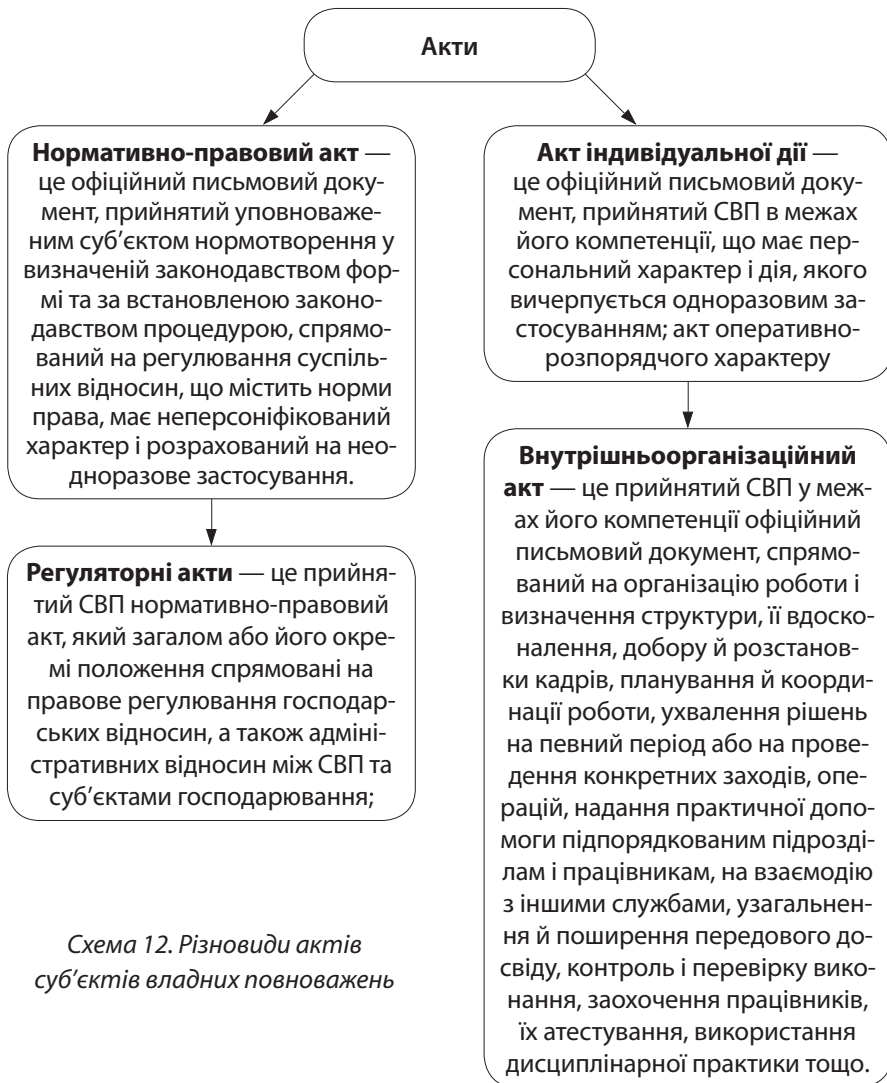 Акти
Нормативно-правовий акт —
це офіційний письмовий доку-
мент, прийнятий уповноваже-
ним суб’єктом нормотворення у
визначеній законодавством фор-
мі та за встановленою законо-
давством процедурою, спрямо-
ваний на регулювання суспіль-
них відносин, що містить норми
права, має неперсоніфікований
характер і розрахований на нео-
дноразове застосування.
Регуляторні акти — це прийня-
тий СВП нормативно-правовий
акт, який загалом або його окре-
мі положення спрямовані на
правове регулювання господар-
ських відносин, а також адміні-
стративних відносин між СВП та
суб’єктами господарювання;
Акт індивідуальної дії —
це офіційний письмовий доку-
мент, прийнятий СВП в межах
його компетенції, що має пер-
сональний характер і дія, якого
вичерпується одноразовим за-
стосуванням; акт оперативно-
розпорядчого характеру
Внутрішньоорганізаційний
акт — це прийнятий СВП у меж-
ах його компетенції офіційний
письмовий документ, спрямо-
ваний на організацію роботи і
визначення структури, її вдоско-
налення, добору й розстанов-
ки кадрів, планування й коорди-
нації роботи, ухвалення рішень
на певний період або на прове-
дення конкретних заходів, опе-
рацій, надання практичної допо-
моги підпорядкованим підрозді-
лам і працівникам, на взаємодію
з іншими службами, узагальнен-
ня й поширення передового до-
свіду, контроль і перевірку вико-
нання, заохочення працівників,
їх атестування, використання
дисциплінарної практики тощо.
Схема 12. Різновиди актів
суб’єктів владних повноважень